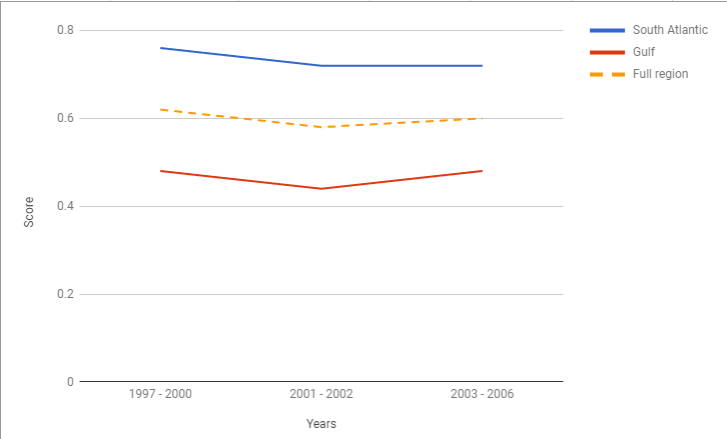 0.8
0.6
0.4
0.2
0
Score
1997 - 2000
2001 - 2002
2003 - 2006
Years
South Atlantic
Gulf
Full region